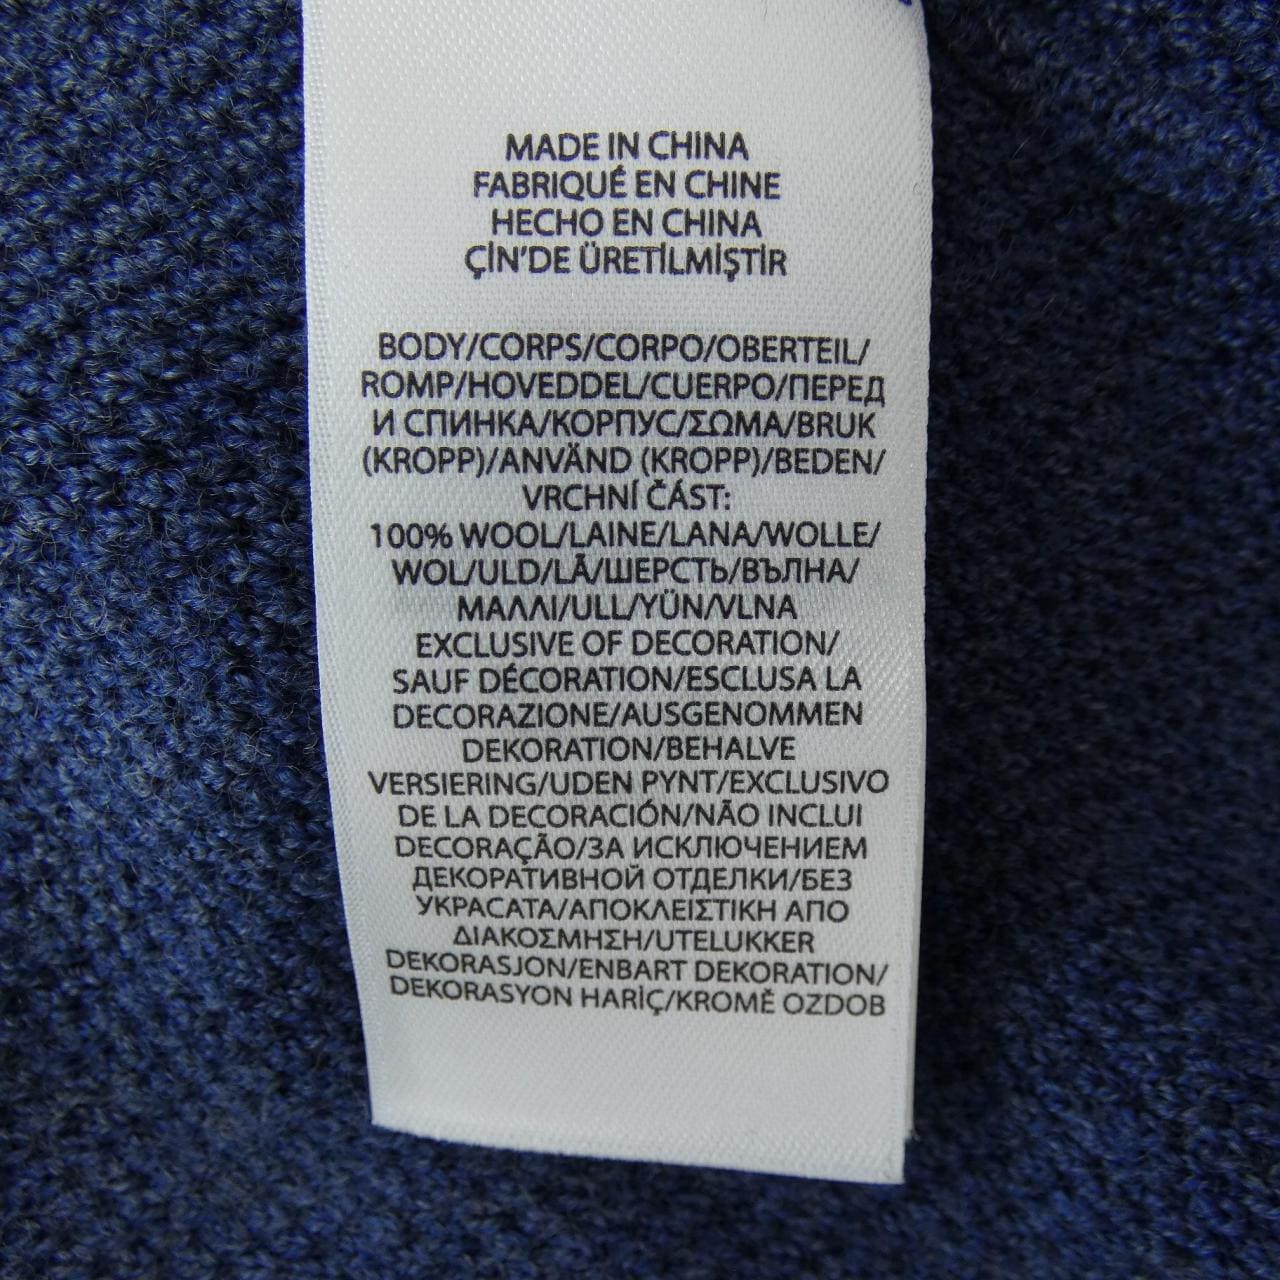 MADE IN CHINA
FABRIQUÉ EN CHINE
HECHO EN CHINA
ÇİN'DE ÜRETİLMİŞTİR
BODY/CORPS/CORPO/OBERTEIL/
ROMP/HOVEDDEL/CUERPO/ПЕРЕД
И СПИНКА/КОРПУС/ΣΩΜΑ/BRUK
(KROPP)/ANVÄND (KROPP)/BEDEN/
VRCHNÍ ČÁST:
100% WOOL/LAINE/LANA/WOLLE/
WOL/ULD/LÃ/ШЕРСТЬ/ВЪЛНА/
ΜΑΛΛΙ/ULL/YÜN/VLNA
EXCLUSIVE OF DECORATION/
SAUF DÉCORATION/ESCLUSA LA
DECORAZIONE/AUSGENOMMEN
DEKORATION/BEHALVE
VERSIERING/UDEN PYNT/EXCLUSIVO
DE LA DECORACIÓN/NÃO INCLUI
DECORAÇÃO/ЗА ИСКЛЮЧЕНИЕМ
ДЕКОРАТИВНОЙ ОТДЕЛКИ/БЕЗ
УКРАСАТА/ΑΠΟΚΛΕΙΣΤΙΚΗ ΑΠΟ
ΔΙΑΚΟΣΜΗΣΗ/UTELUKKER
DEKORASJON/ENBART DEKORATION/
DEKORASYON HARİÇ/KROMĚ OZDOB